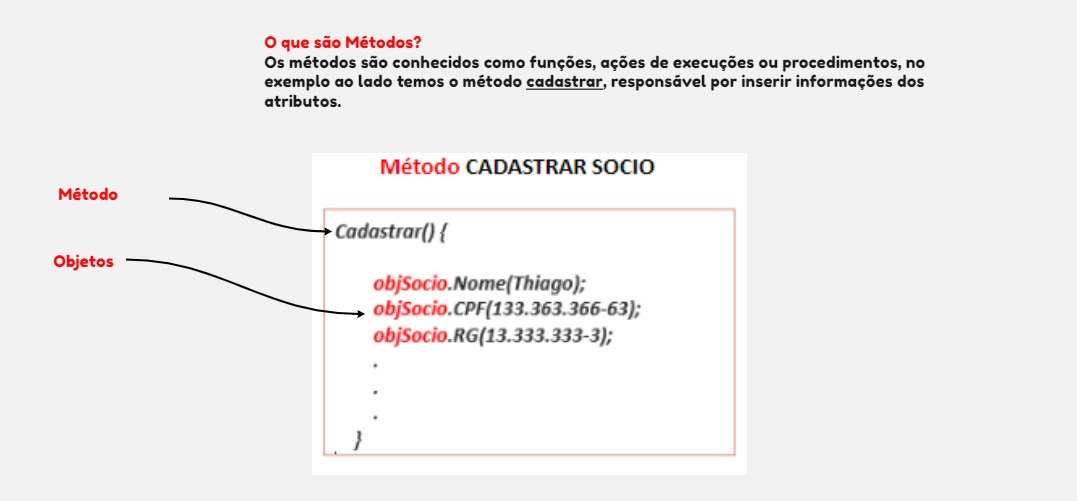 O que são Métodos?
Os métodos são conhecidos como funções, ações de execuções ou procedimentos, no
exemplo ao lado temos o método cadastrar, responsável por inserir informações dos
atributos.
Método CADASTRAR SOCIO
Método
Cadastrar() {
Objetos
objSocio.Nome(Thiago);
objSocio.CPF(133.363.366-63);
objSocio.RG(13.333.333-3);
.
.
.
}